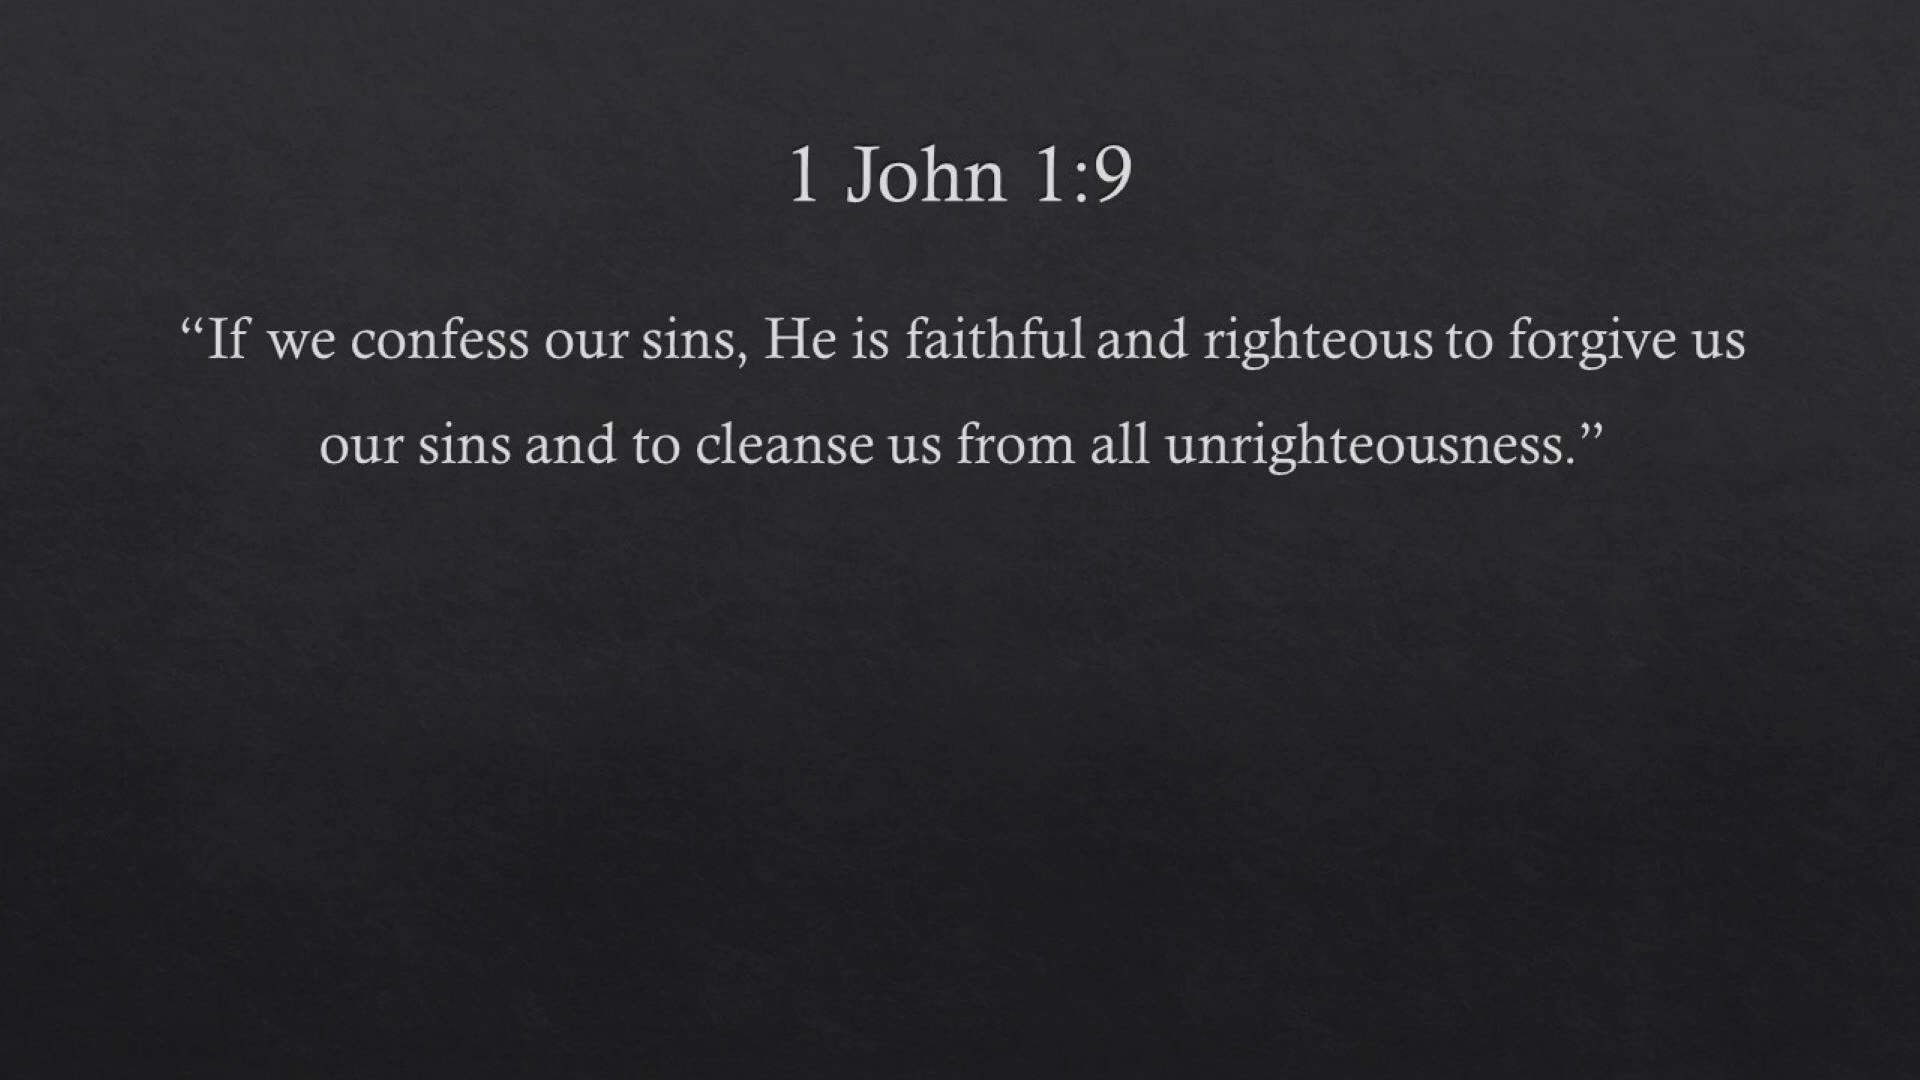 1 John 1:9
“If we confess our sins, He is faithful and righteous to forgive us
our sins and to cleanse us from all unrighteousness.”